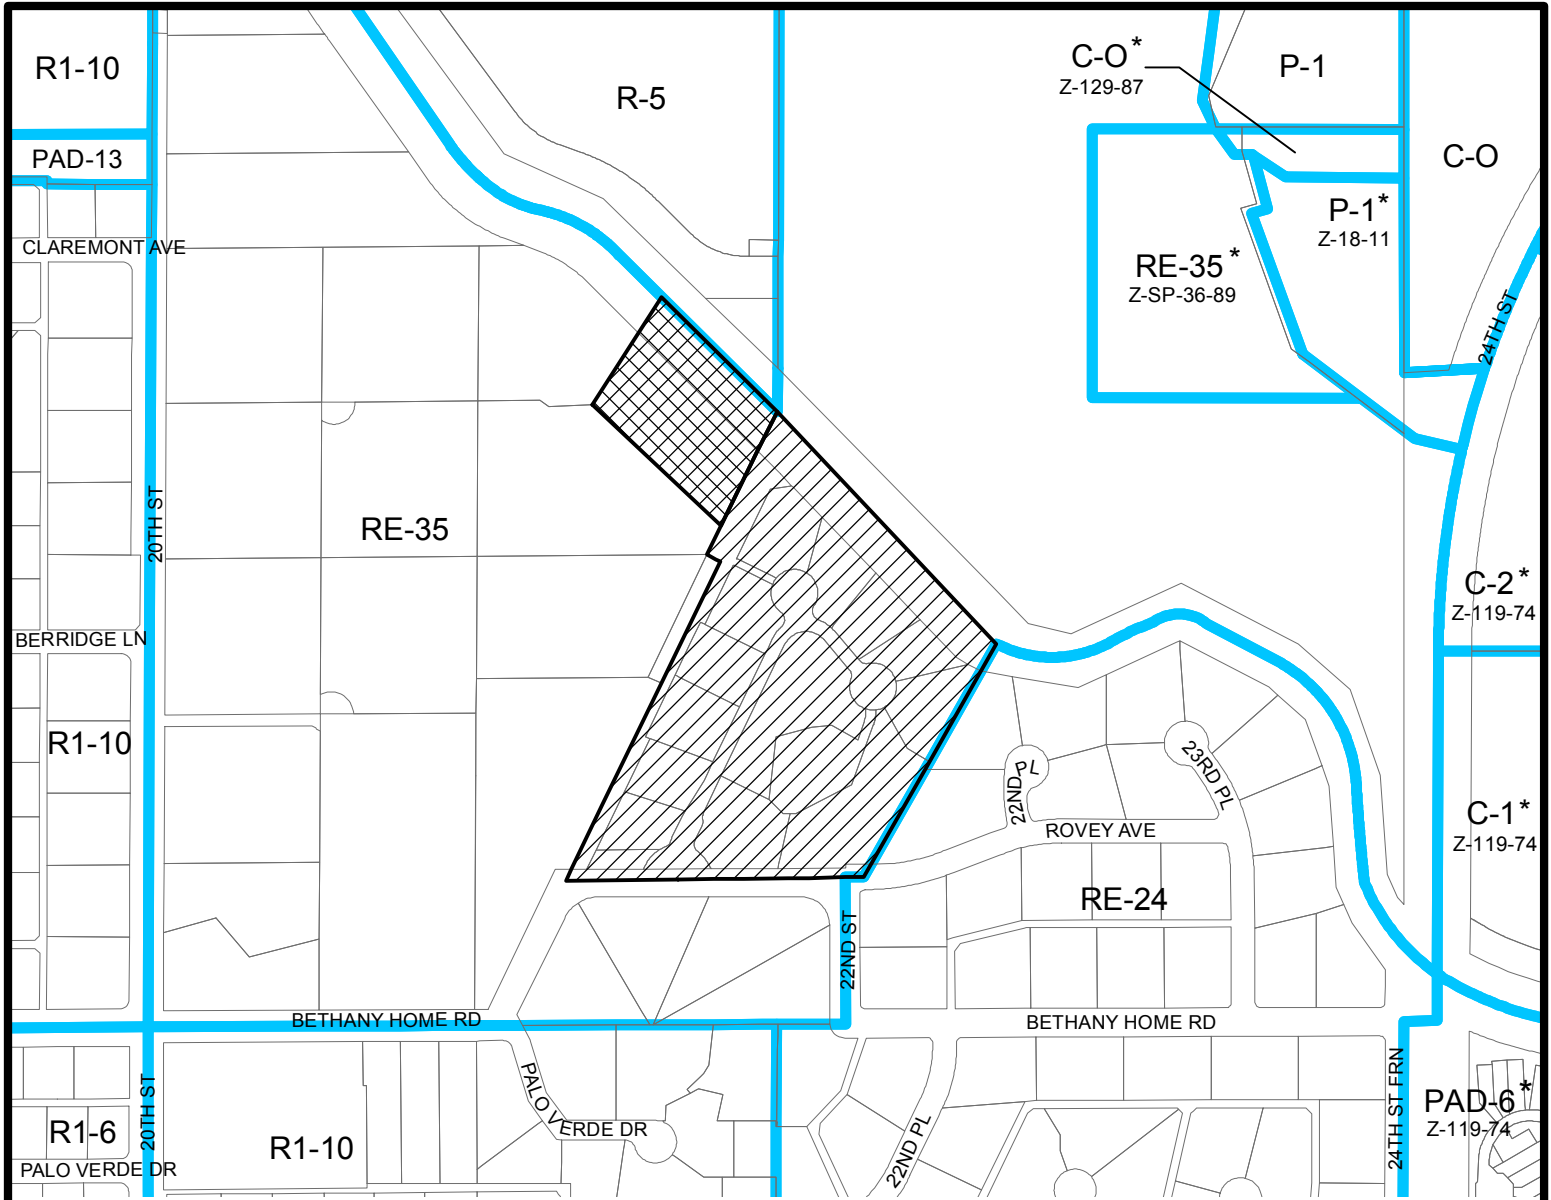 R1-10
R-5
C-O*
Z-129-87
P-1
PAD-13
C-O
P-1*
Z-18-11
CLAREMONT AVE
RE-35*
Z-SP-36-89
24TH ST
20TH ST
RE-35
C-2*
Z-119-74
BERRIDGE LN
R1-10
22ND PL
23RD PL
ROVEY AVE
C-1*
Z-119-74
RE-24
22ND ST
BETHANY HOME RD
BETHANY HOME RD
20TH ST
PALO VERDE DR
22ND PL
24TH ST FRN
PAD-6*
Z-119-74
R1-6
R1-10
PALO VERDE DR